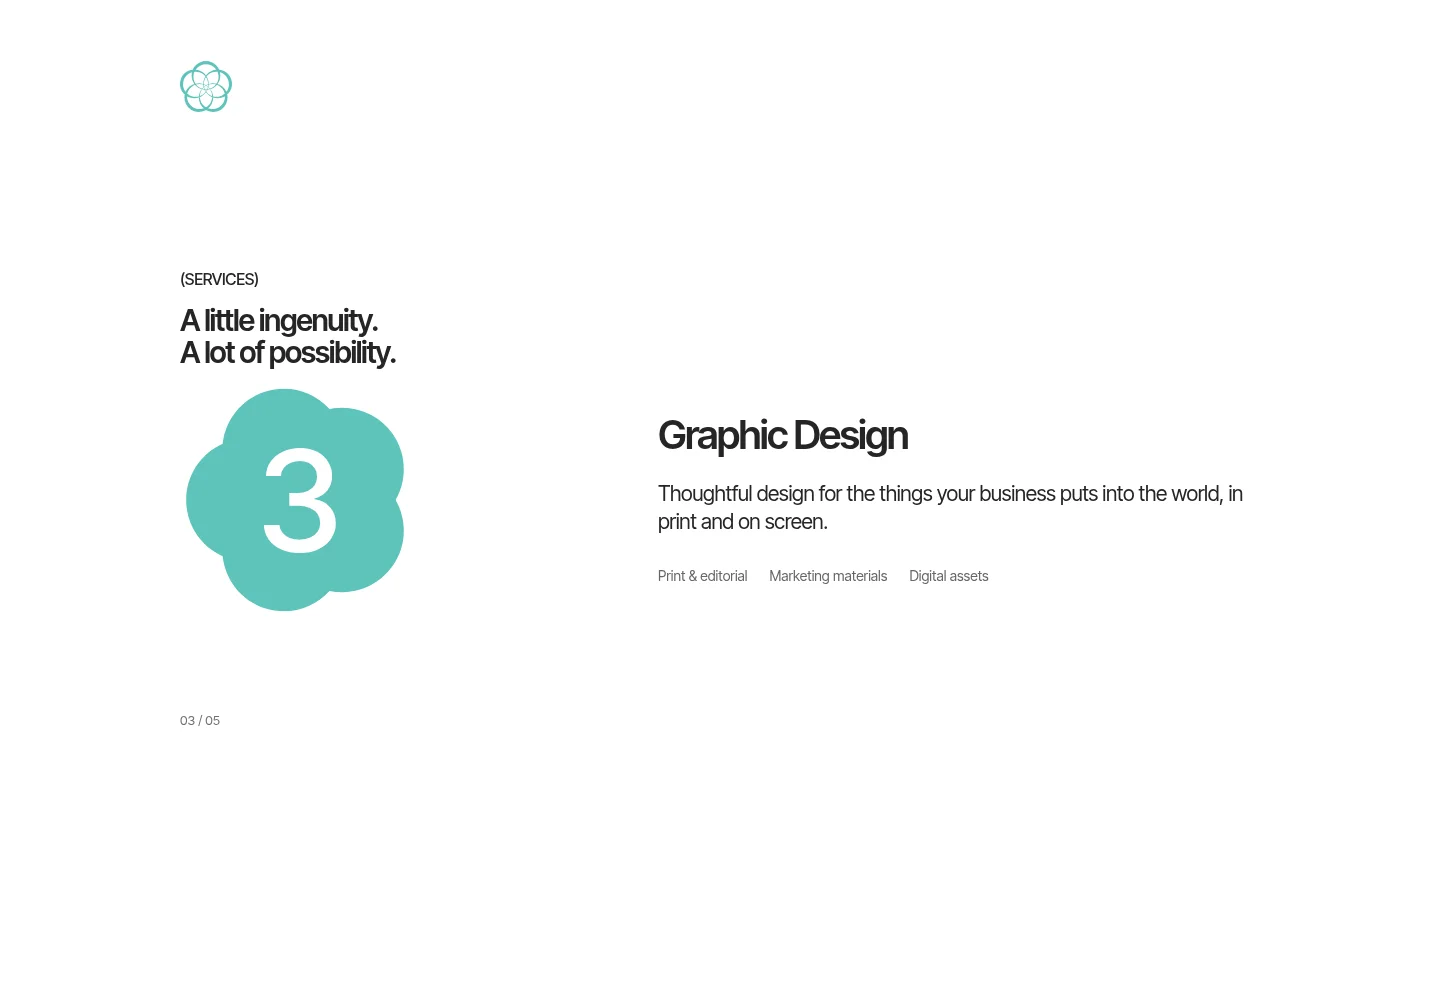 (SERVICES)
A little ingenuity.
A lot of possibility.
3
Graphic Design
Thoughtful design for the things your business puts into the world, in
print and on screen.
Print & editorial Marketing materials Digital assets
03 / 05